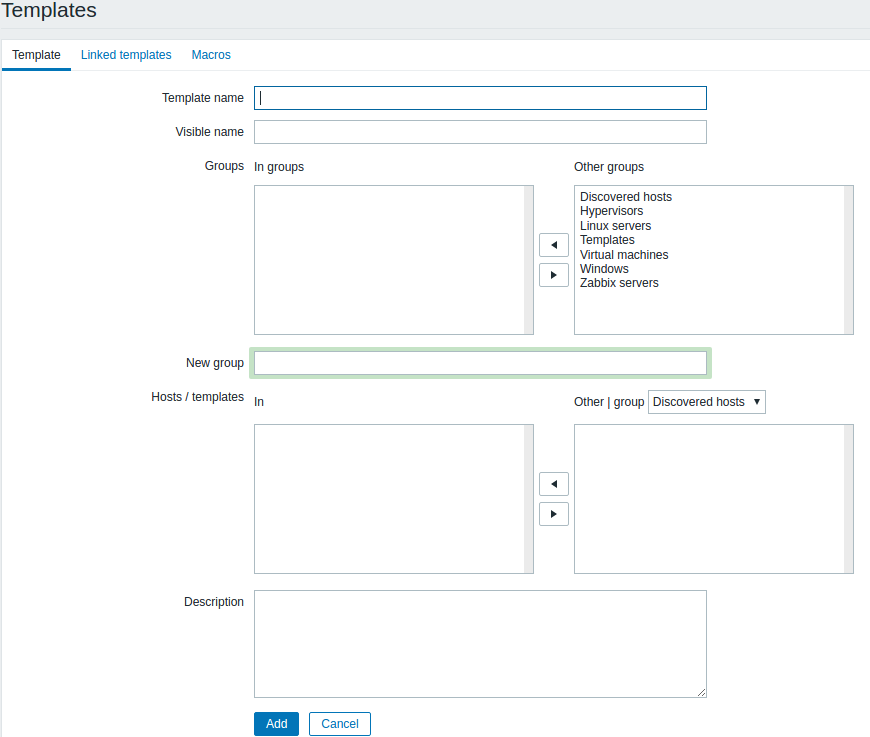 Templates
Template Linked templates Macros
Template name
Visible name
Groups In groups Other groups
Discovered hosts
Hypervisors
Linux servers
Templates
Virtual machines
Windows
Zabbix servers
New group
Hosts / templates In Other | group Discovered hosts
Description
Add Cancel